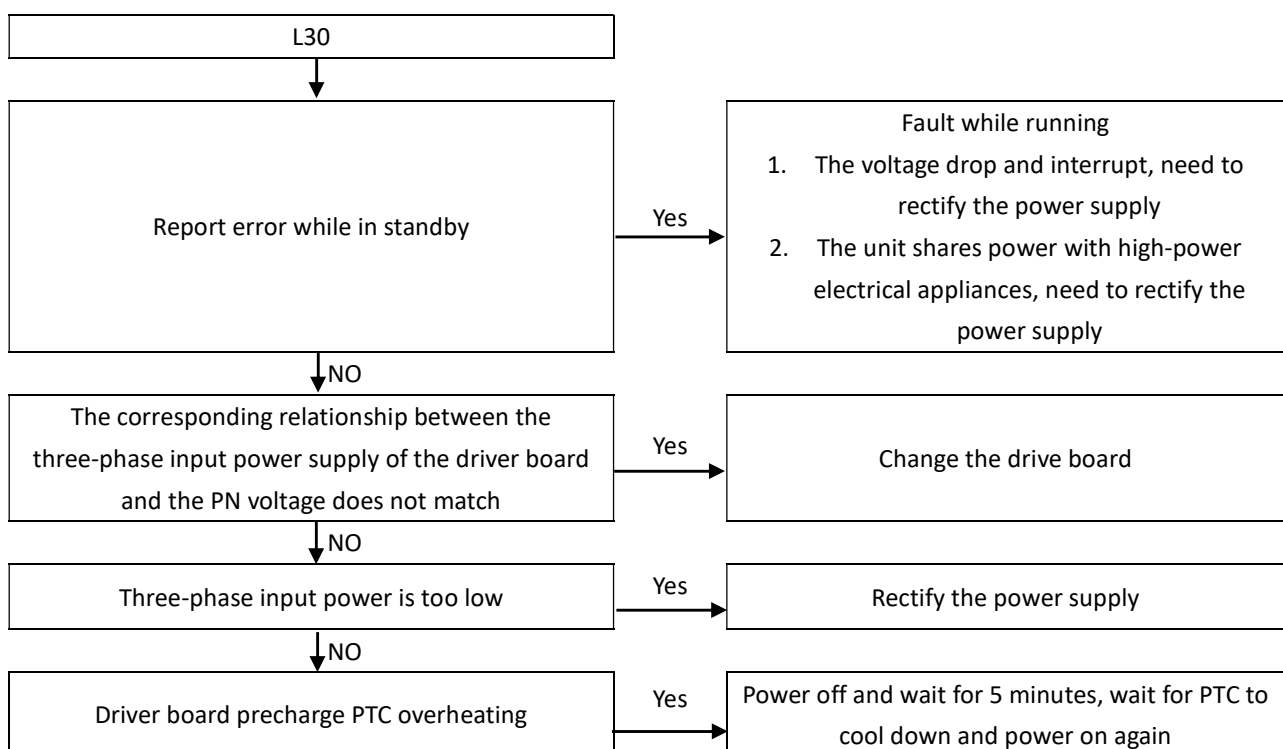 L30
Report error while in standby
Yes
Fault while running
1. The voltage drop and interrupt, need to
rectify the power supply
2. The unit shares power with high-power
electrical appliances, need to rectify the
power supply
NO
The corresponding relationship between the
three-phase input power supply of the driver board
and the PN voltage does not match
Yes
Change the drive board
NO
Three-phase input power is too low
Yes
Rectify the power supply
NO
Driver board precharge PTC overheating
Yes
Power off and wait for 5 minutes, wait for PTC to
cool down and power on again